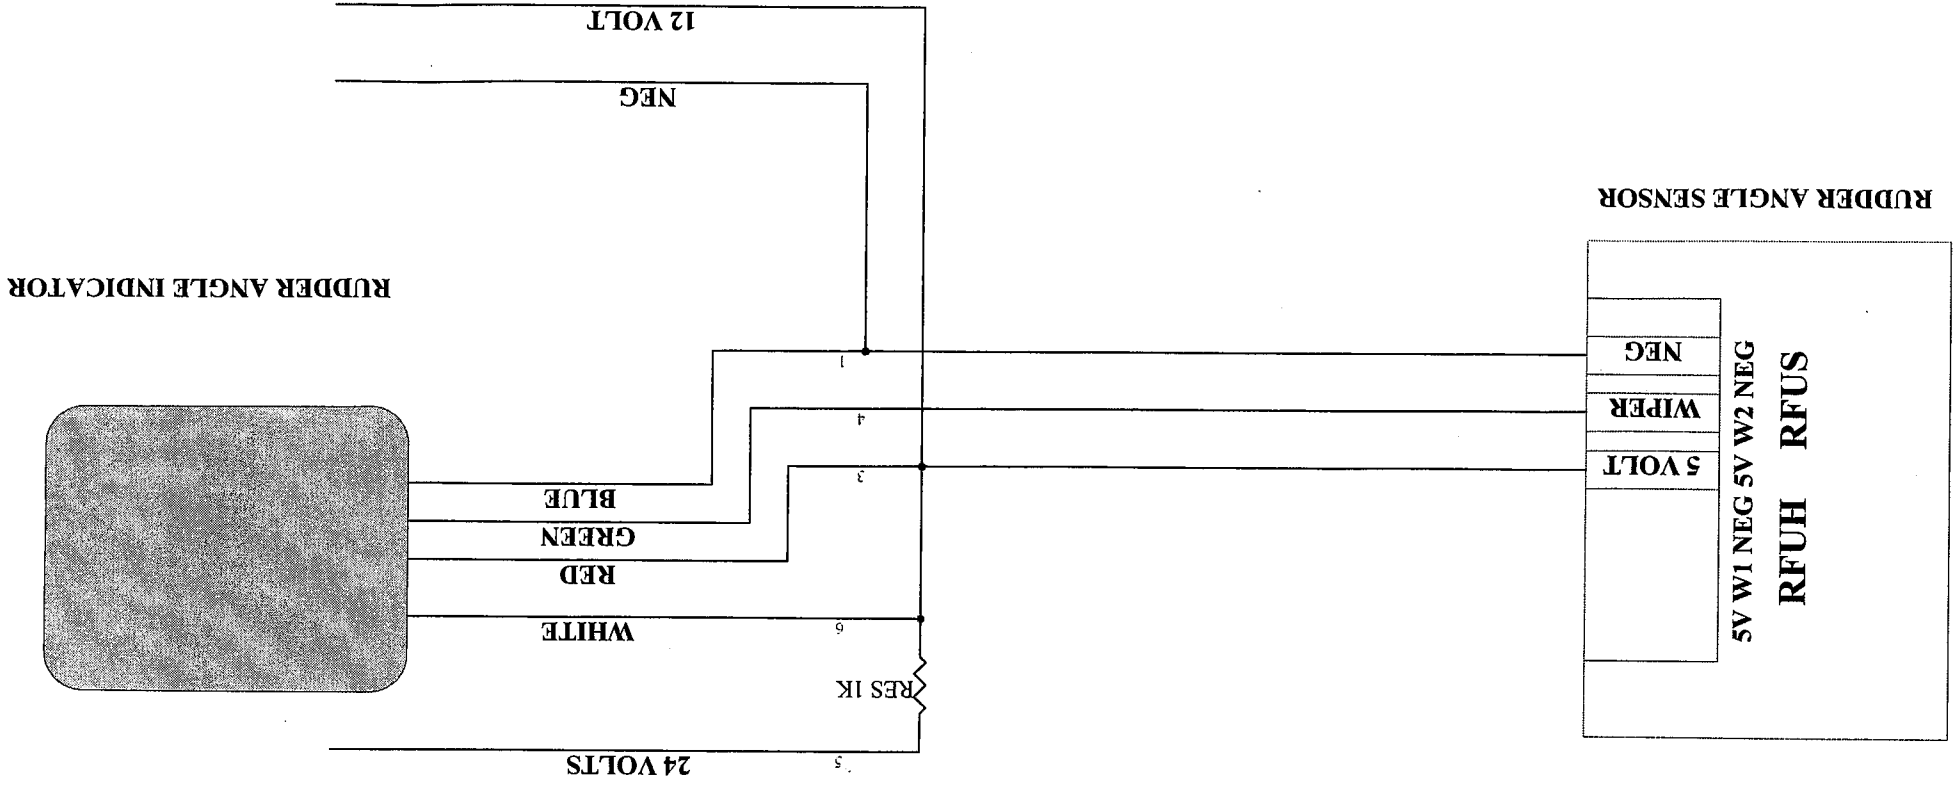 5
24 VOLTS
RES 1K
6
WHITE
RED
GREEN
BLUE
5 VOLT
3
WIPER
4
NEG
1
5V W1 NEG 5V W2 NEG
RFUH RFUS
RUDDER ANGLE INDICATOR
RUDDER ANGLE SENSOR
NEG
12 VOLT